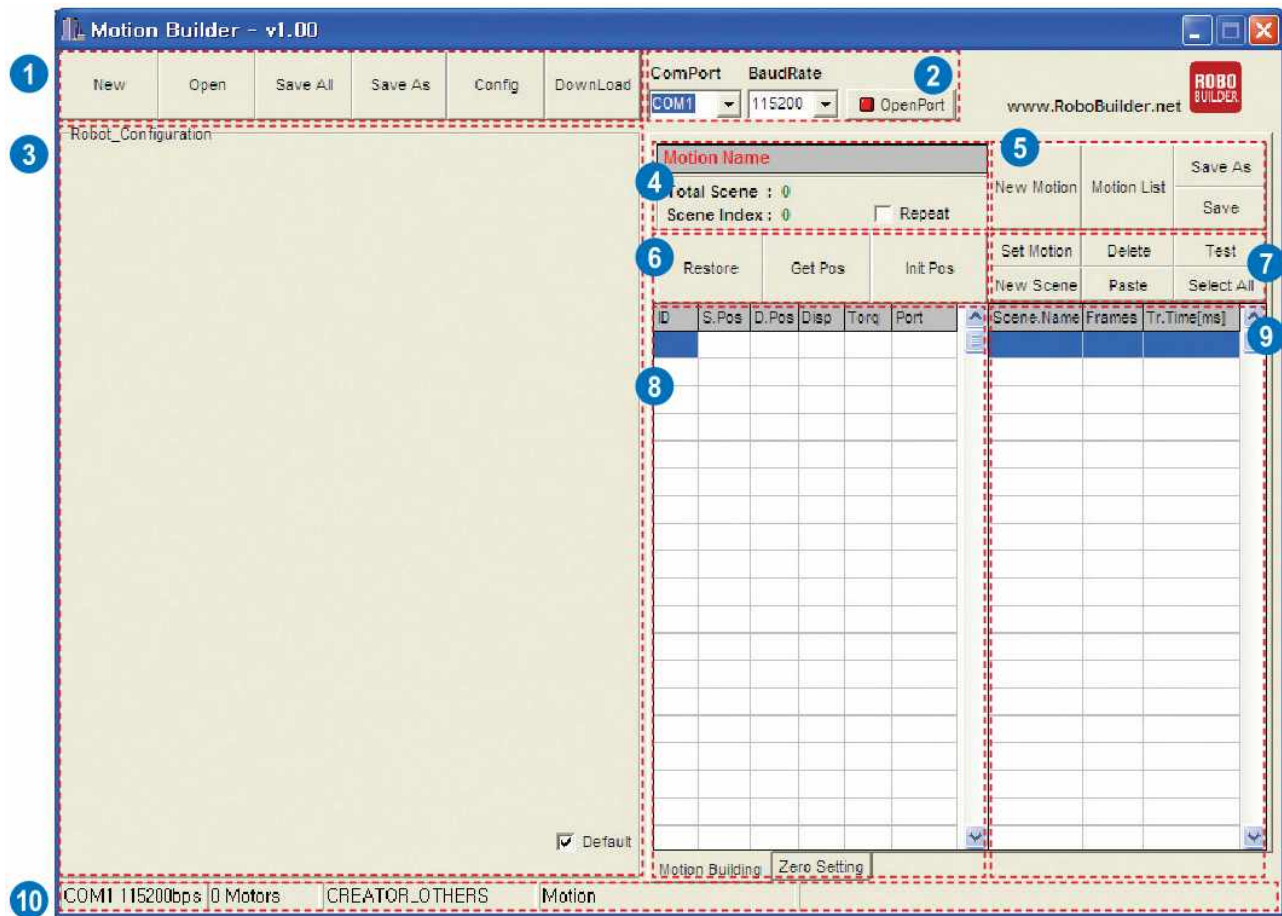 Motion Builder - v1.00
1
New Open Save All Save As Config DownLoad
ComPort BaudRate
2
COM1 115200 OpenPort
www.RoboBuilder.net
ROBO
BUILDER
3
Robot_Configuration
Default
4
Motion Name
Total Scene : 0
Scene Index : 0 Repeat
5
New Motion Motion List Save As
Save
6
Restore Get Pos Init Pos
7
Set Motion Delete Test
New Scene Paste Select All
8
ID S.Pos D.Pos Disp Torq Port
9
Scene.Name Frames Tr.Time[ms]
Motion Building Zero Setting
10
COM1 115200bps 0 Motors CREATOR_OTHERS Motion